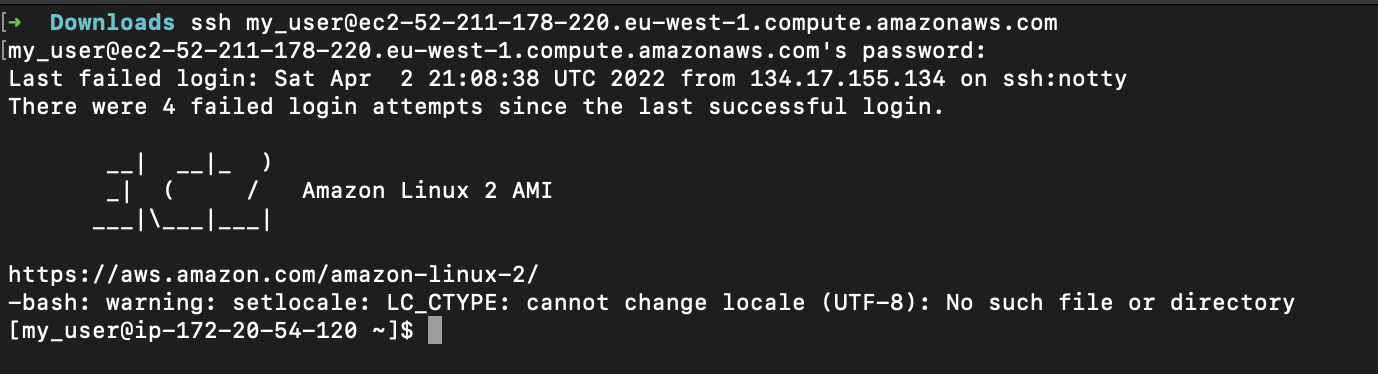 [➜  Downloads ssh my_user@ec2-52-211-178-220.eu-west-1.compute.amazonaws.com
[my_user@ec2-52-211-178-220.eu-west-1.compute.amazonaws.com's password:
Last failed login: Sat Apr  2 21:08:38 UTC 2022 from 134.17.155.134 on ssh:notty
There were 4 failed login attempts since the last successful login.

       __|  __|_  )
       _|  (     /   Amazon Linux 2 AMI
      ___|\___|___|

https://aws.amazon.com/amazon-linux-2/
-bash: warning: setlocale: LC_CTYPE: cannot change locale (UTF-8): No such file or directory
[my_user@ip-172-20-54-120 ~]$